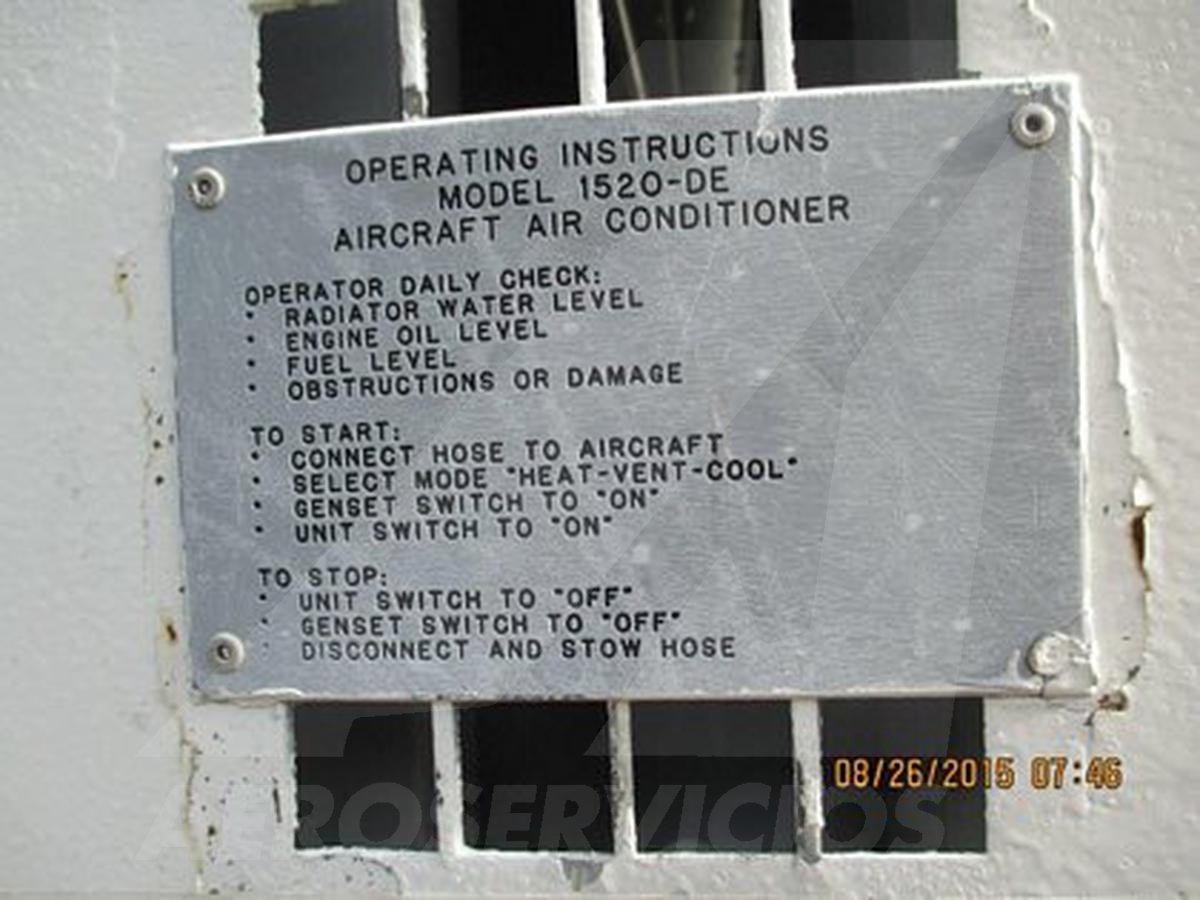 OPERATING INSTRUCTIONS
MODEL 1520-DE
AIRCRAFT AIR CONDITIONER
OPERATOR DAILY CHECK:
• RADIATOR WATER LEVEL
• ENGINE OIL LEVEL
• FUEL LEVEL
• OBSTRUCTIONS OR DAMAGE
TO START:
• CONNECT HOSE TO AIRCRAFT
• SELECT MODE "HEAT-VENT-COOL"
• GENSET SWITCH TO "ON"
• UNIT SWITCH TO "ON"
TO STOP:
• UNIT SWITCH TO "OFF"
• GENSET SWITCH TO "OFF"
• DISCONNECT AND STOW HOSE
08/26/2015 07:46
ROSERVICIOS